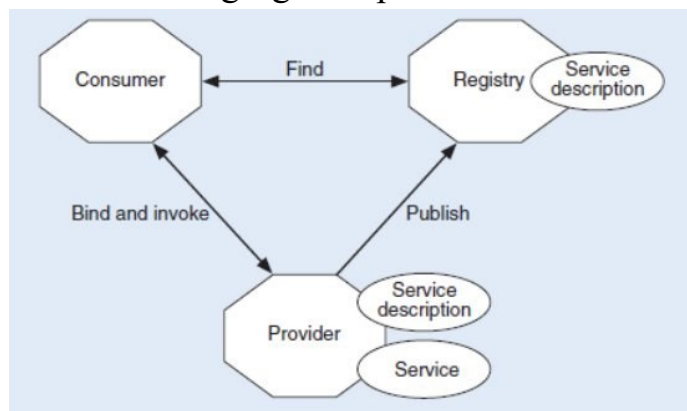 Consumer
Find
Registry
Service
description
Bind and invoke
Publish
Service
description
Provider
Service